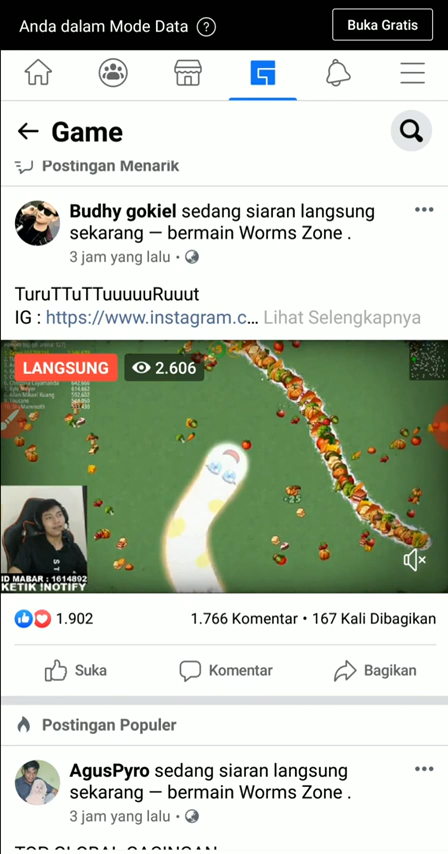 Anda dalam Mode Data ?
Buka Gratis
Game
Postingan Menarik
Budhy gokiel sedang siaran langsung
sekarang — bermain Worms Zone .
3 jam yang lalu
TuruTTuTTuuuuuRuuut
IG : https://www.instagram.c... Lihat Selengkapnya
LANGSUNG
2.606
ID MABAR : 1614892
KETIK !NOTIFY
1.902
1.766 Komentar • 167 Kali Dibagikan
Suka
Komentar
Bagikan
Postingan Populer
AgusPyro sedang siaran langsung
sekarang — bermain Worms Zone .
3 jam yang lalu